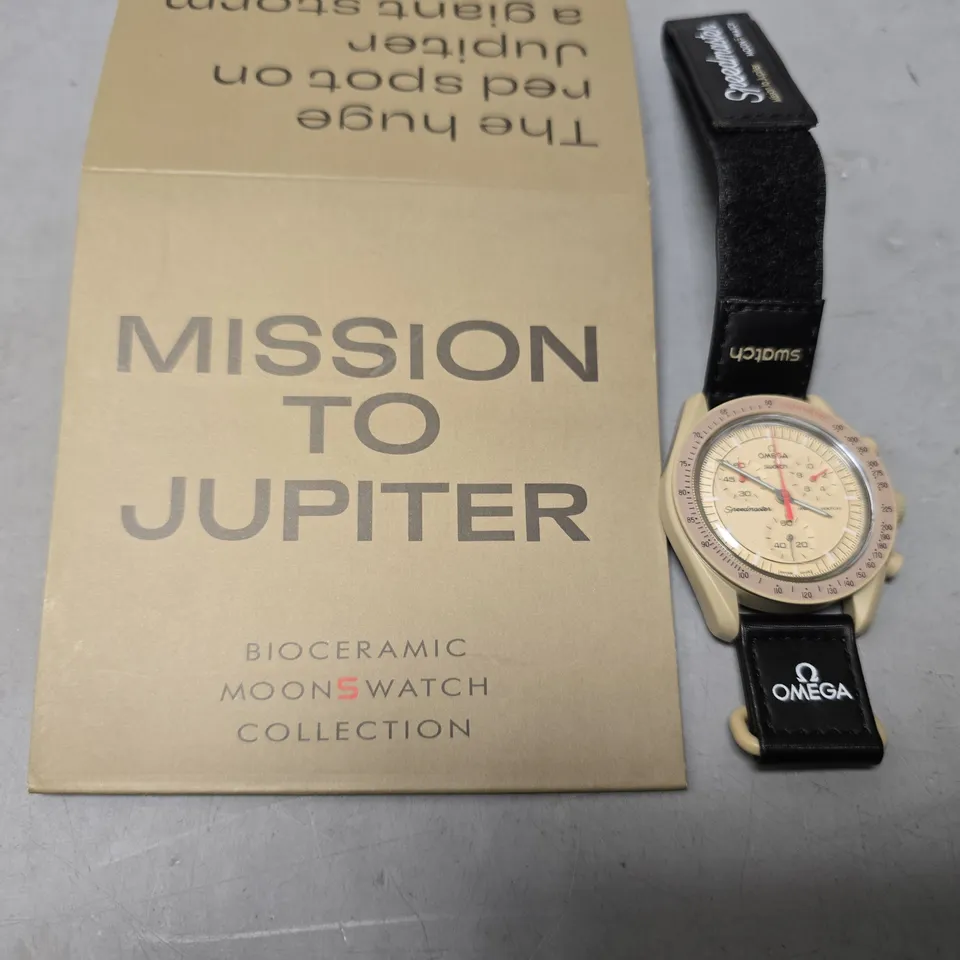 The huge
red spot on
Jupiter
a giant storm
MISSION
TO
JUPITER
BIOCERAMIC
MOONSWATCH
COLLECTION
Speedmaster
swatch
OMEGA
swatch
Speedmaster
OMEGA